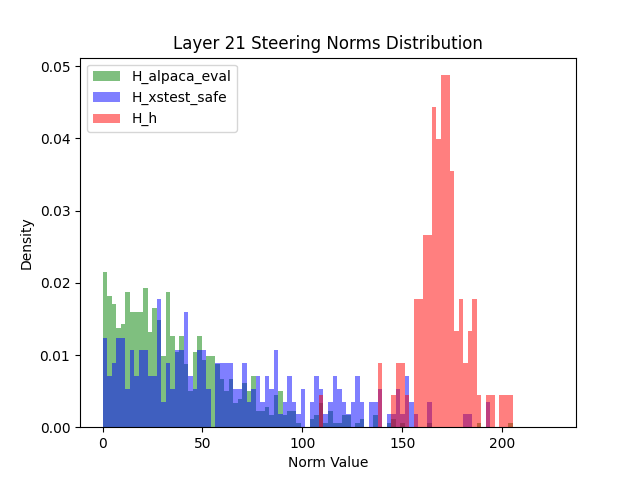 Layer 21 Steering Norms Distribution
H_alpaca_eval
H_xstest_safe
H_h
0.05
0.04
0.03
0.02
0.01
0.00
Density
0 50 100 150 200
Norm Value